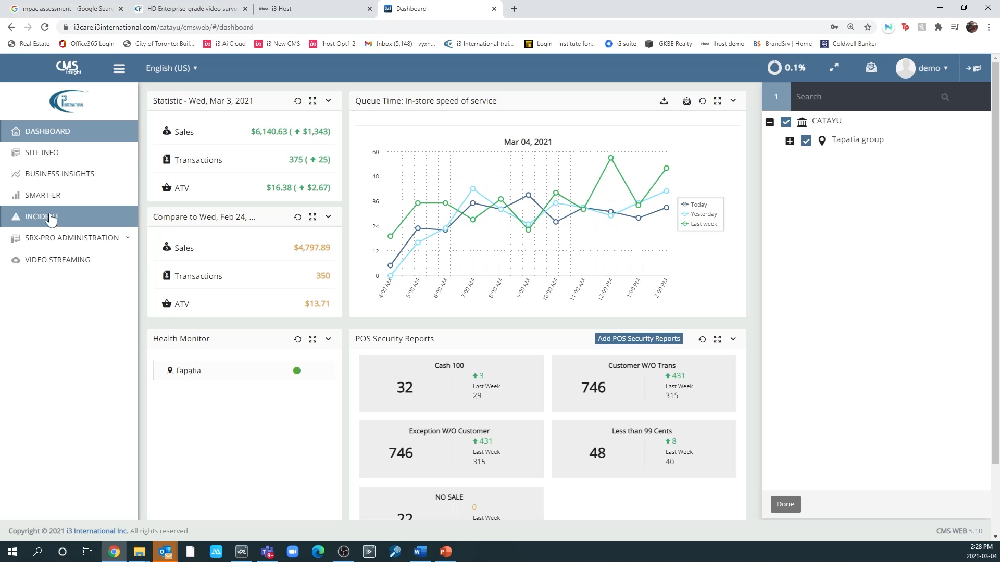 mpac assessment - Google Searc
HD Enterprise-grade video surve
iHost i3 Host
CMS Dashboard
i3care.i3international.com/catayu/cmsweb/#/dashboard
Real Estate
Office365 Login
City of Toronto: Buil...
in i3 Ai Cloud
in i3 New CMS
in ihost Opt1 2
Inbox (5,148) - vyxh...
i3 International trai...
Login - Institute for...
G suite
GKBE Realty
iHost Ihost demo
BS BrandSrv | Home
Coldwell Banker
CMS insight
English (US)
0.1%
demo
i3 INTERNATIONAL
DASHBOARD
SITE INFO
BUSINESS INSIGHTS
SMART-ER
INCIDENT
SRX-PRO ADMINISTRATION
VIDEO STREAMING
Statistic - Wed, Mar 3, 2021
Sales $6,140.63 ( $1,343)
Transactions 375 ( 25)
ATV $16.38 ( $2.67)
Compare to Wed, Feb 24, ...
Sales $4,797.89
Transactions 350
ATV $13.71
Health Monitor
Tapatia
Queue Time: In-store speed of service
Mar 04, 2021
60
48
36
24
12
0
4:00 AM
5:00 AM
6:00 AM
7:00 AM
8:00 AM
9:00 AM
10:00 AM
11:00 AM
12:00 PM
1:00 PM
2:00 PM
Today
Yesterday
Last week
POS Security Reports
Add POS Security Reports
Cash 100
32
3
Last Week
29
Customer W/O Trans
746
431
Last Week
315
Exception W/O Customer
746
431
Last Week
315
Less than 99 Cents
48
8
Last Week
40
NO SALE
22
0
Last Week
1
Search
CATAYU
Tapatia group
Done
Copyright © 2021 i3 International Inc. All rights reserved.
CMS WEB 5.10
9+
2:28 PM
2021-03-04